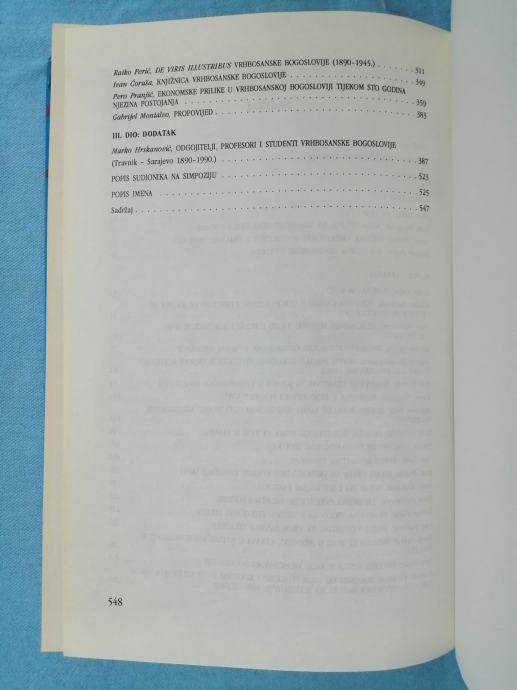 Ratko Perić, DE VIRIS ILLUSTRIBUS VRHBOSANSKE BOGOSLOVIJE (1890-1945.) . . . . . . . 311
Ivan Ćoruša, KNJIŽNICA VRHBOSANSKE BOGOSLOVIJE . . . . . . . . . . . . . . . . . . . 349
Pero Pranjić, EKONOMSKE PRILIKE U VRHBOSANSKOJ BOGOSLOVIJI TIJEKOM STO GODINA
NJEZINA POSTOJANJA . . . . . . . . . . . . . . . . . . . . . . . . . . . . . . . . . 359
Gabrijel Montalvo, PROPOVIJED . . . . . . . . . . . . . . . . . . . . . . . . . . . . 383
III. DIO: DODATAK
Marko Hrskanović, ODGOJITELJI, PROFESORI I STUDENTI VRHBOSANSKE BOGOSLOVIJE
(Travnik – Sarajevo 1890-1990.) . . . . . . . . . . . . . . . . . . . . . . . . . . . 387
POPIS SUDIONIKA NA SIMPOZIJU . . . . . . . . . . . . . . . . . . . . . . . . . . . . 523
POPIS IMENA . . . . . . . . . . . . . . . . . . . . . . . . . . . . . . . . . . . . . 525
Sadržaj . . . . . . . . . . . . . . . . . . . . . . . . . . . . . . . . . . . . . . . 547
548